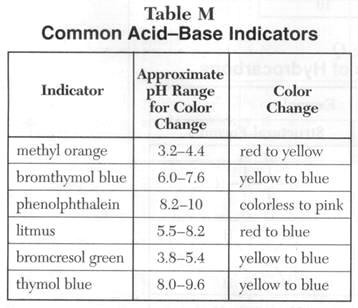 Table M
Common Acid–Base Indicators
Indicator
Approximate
pH Range
for Color
Change
Color
Change
methyl orange 3.2–4.4 red to yellow
bromthymol blue 6.0–7.6 yellow to blue
phenolphthalein 8.2–10 colorless to pink
litmus 5.5–8.2 red to blue
bromcresol green 3.8–5.4 yellow to blue
thymol blue 8.0–9.6 yellow to blue